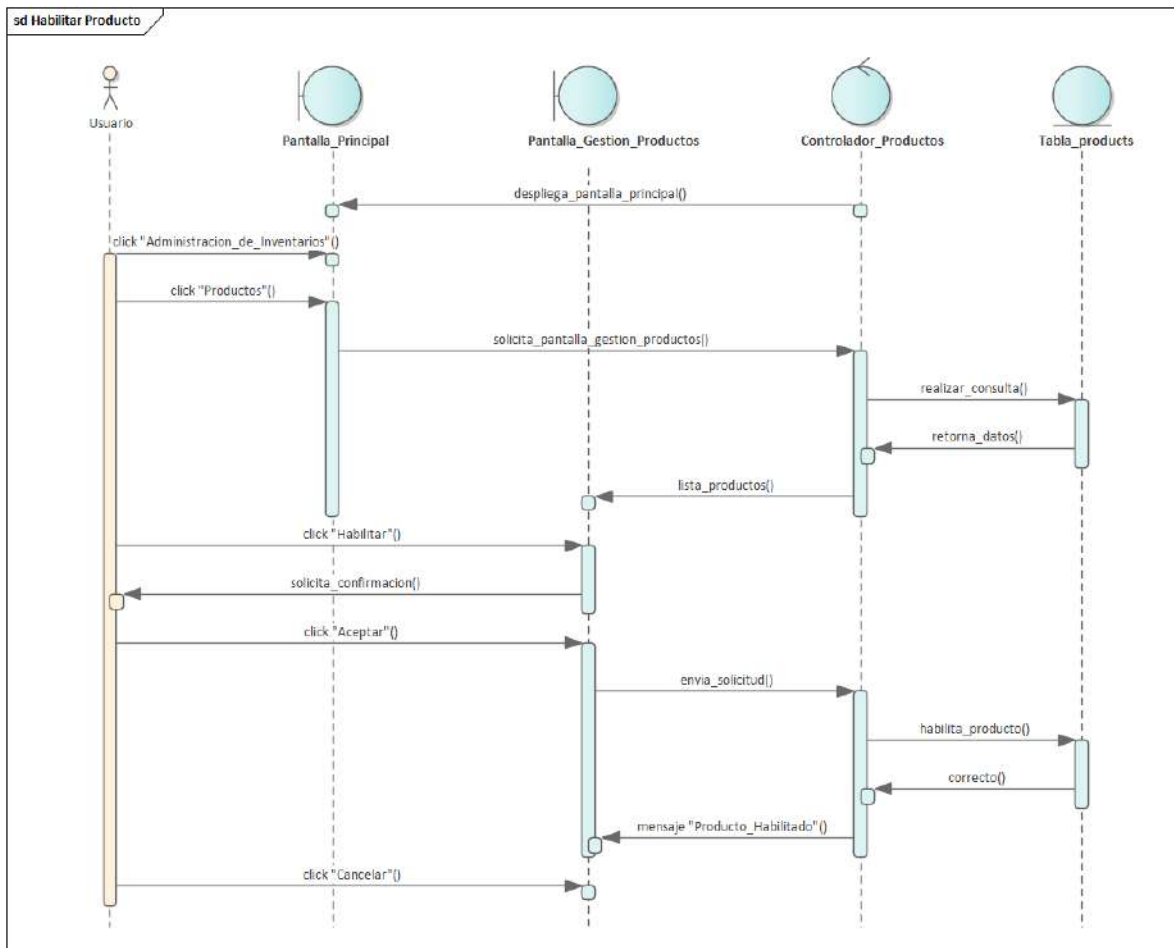 sd Habilitar Producto
Usuario
Pantalla_Principal
Pantalla_Gestion_Productos
Controlador_Productos
Tabla_products
despliega_pantalla_principal()
click "Administracion_de_Inventarios"()
click "Productos"()
solicita_pantalla_gestion_productos()
realizar_consulta()
retorna_datos()
lista_productos()
click "Habilitar"()
solicita_confirmacion()
click "Aceptar"()
envia_solicitud()
habilita_producto()
correcto()
mensaje "Producto_Habilitado"()
click "Cancelar"()